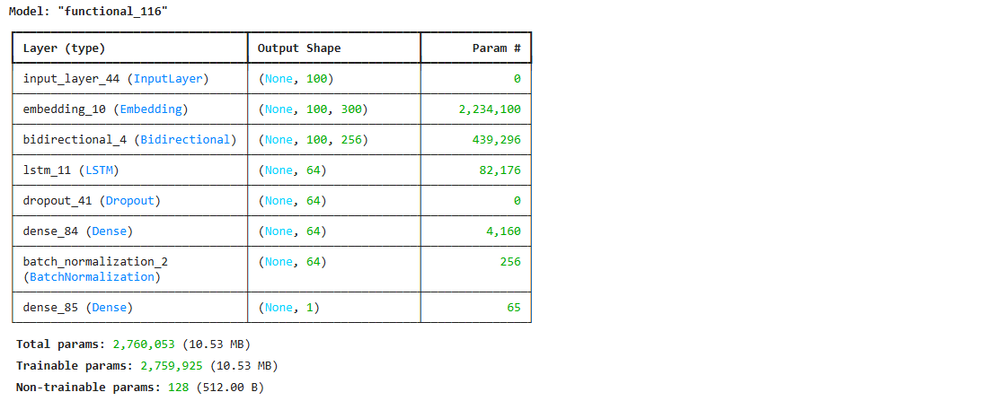 Model: "functional_116"
Layer (type) Output Shape Param #
input_layer_44 (InputLayer) (None, 100) 0
embedding_10 (Embedding) (None, 100, 300) 2,234,100
bidirectional_4 (Bidirectional) (None, 100, 256) 439,296
lstm_11 (LSTM) (None, 64) 82,176
dropout_41 (Dropout) (None, 64) 0
dense_84 (Dense) (None, 64) 4,160
batch_normalization_2 (None, 64) 256
(BatchNormalization)
dense_85 (Dense) (None, 1) 65
Total params: 2,760,053 (10.53 MB)
Trainable params: 2,759,925 (10.53 MB)
Non-trainable params: 128 (512.00 B)